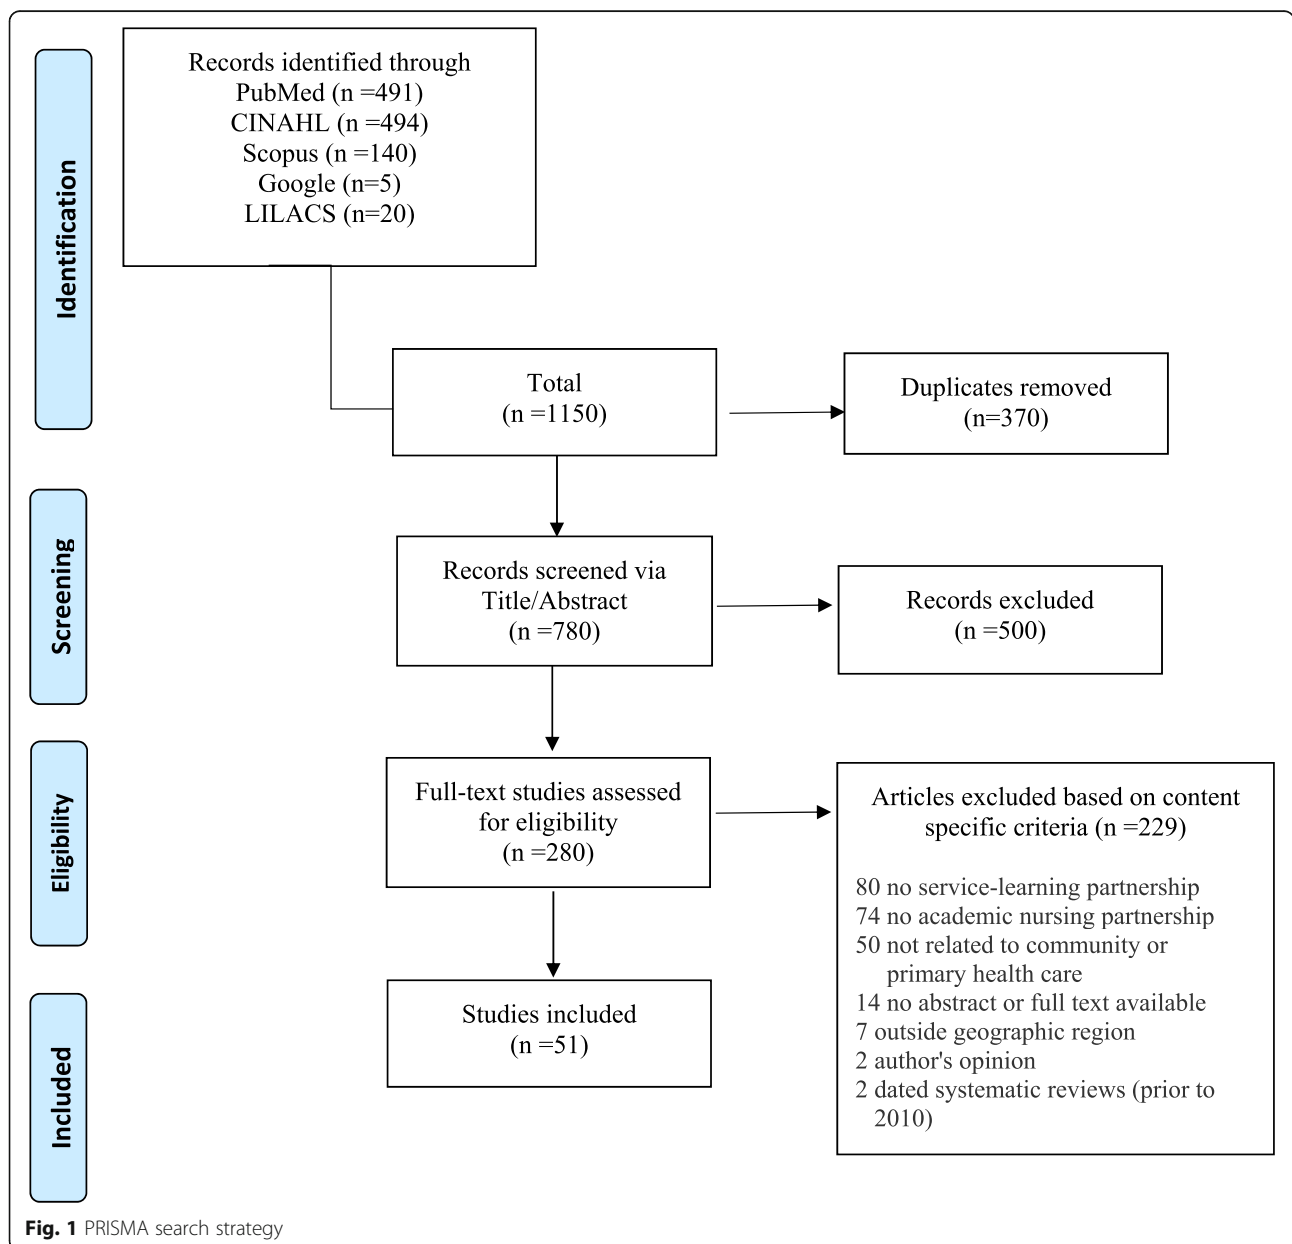 Identification
Records identified through
PubMed (n =491)
CINAHL (n =494)
Scopus (n =140)
Google (n=5)
LILACS (n=20)
Total
(n =1150)
Duplicates removed
(n=370)
Screening
Records screened via
Title/Abstract
(n =780)
Records excluded
(n =500)
Eligibility
Full-text studies assessed
for eligibility
(n =280)
Articles excluded based on content
specific criteria (n =229)
80 no service-learning partnership
74 no academic nursing partnership
50 not related to community or
primary health care
14 no abstract or full text available
7 outside geographic region
2 author's opinion
2 dated systematic reviews (prior to
2010)
Included
Studies included
(n =51)
Fig. 1 PRISMA search strategy